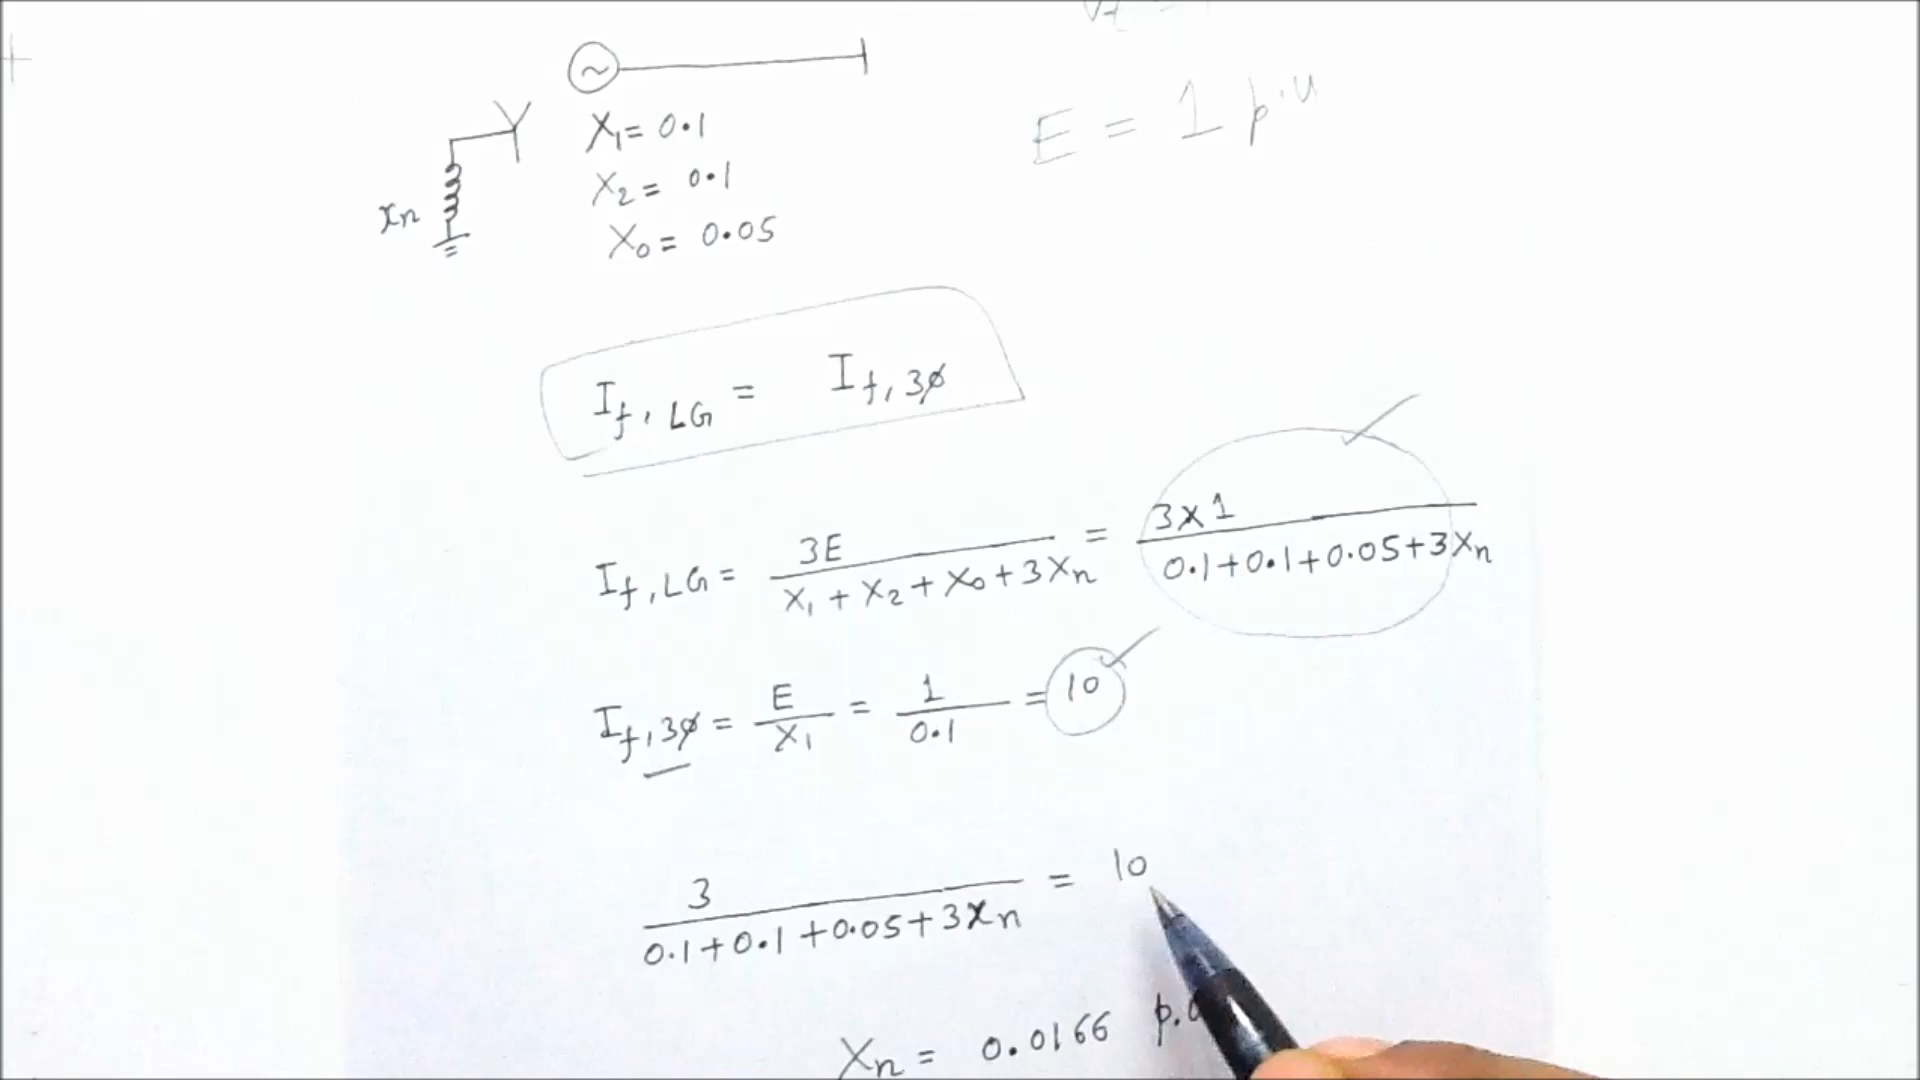 E = 1 p.u
X1 = 0.1
X2 = 0.1
xn
X0 = 0.05
If, LG = If, 3ø
If, LG = 3E / X1 + X2 + X0 + 3Xn = 3x1 / 0.1+0.1+0.05+3Xn
If, 3ø = E / X1 = 1 / 0.1 = 10
3 / 0.1+0.1+0.05+3Xn = 10
Xn = 0.0166